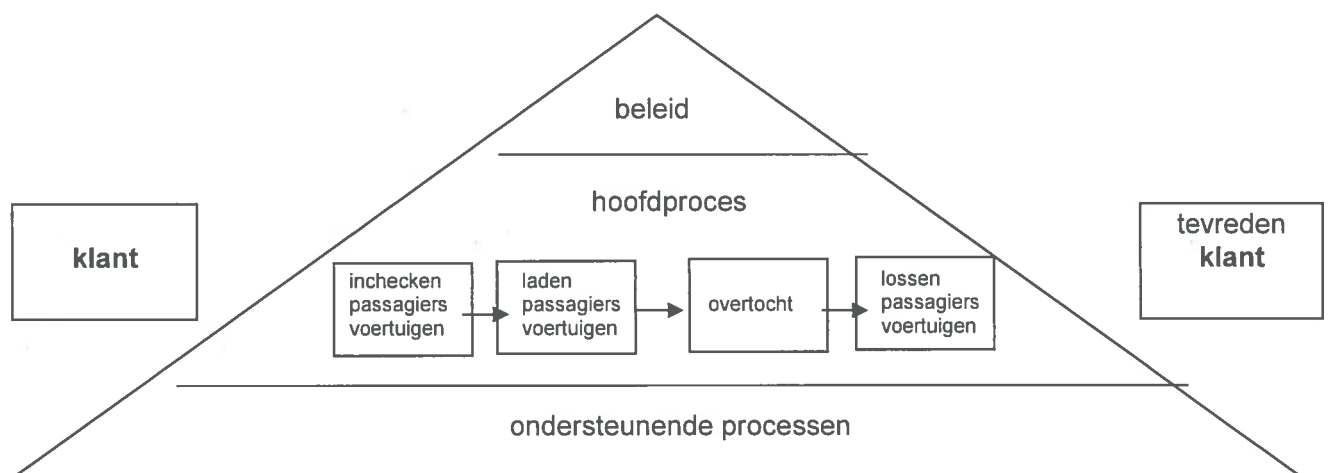 beleid
hoofdproces
klant
tevreden
klant
inchecken
passagiers
voertuigen
laden
passagiers
voertuigen
overtocht
lossen
passagiers
voertuigen
ondersteunende processen